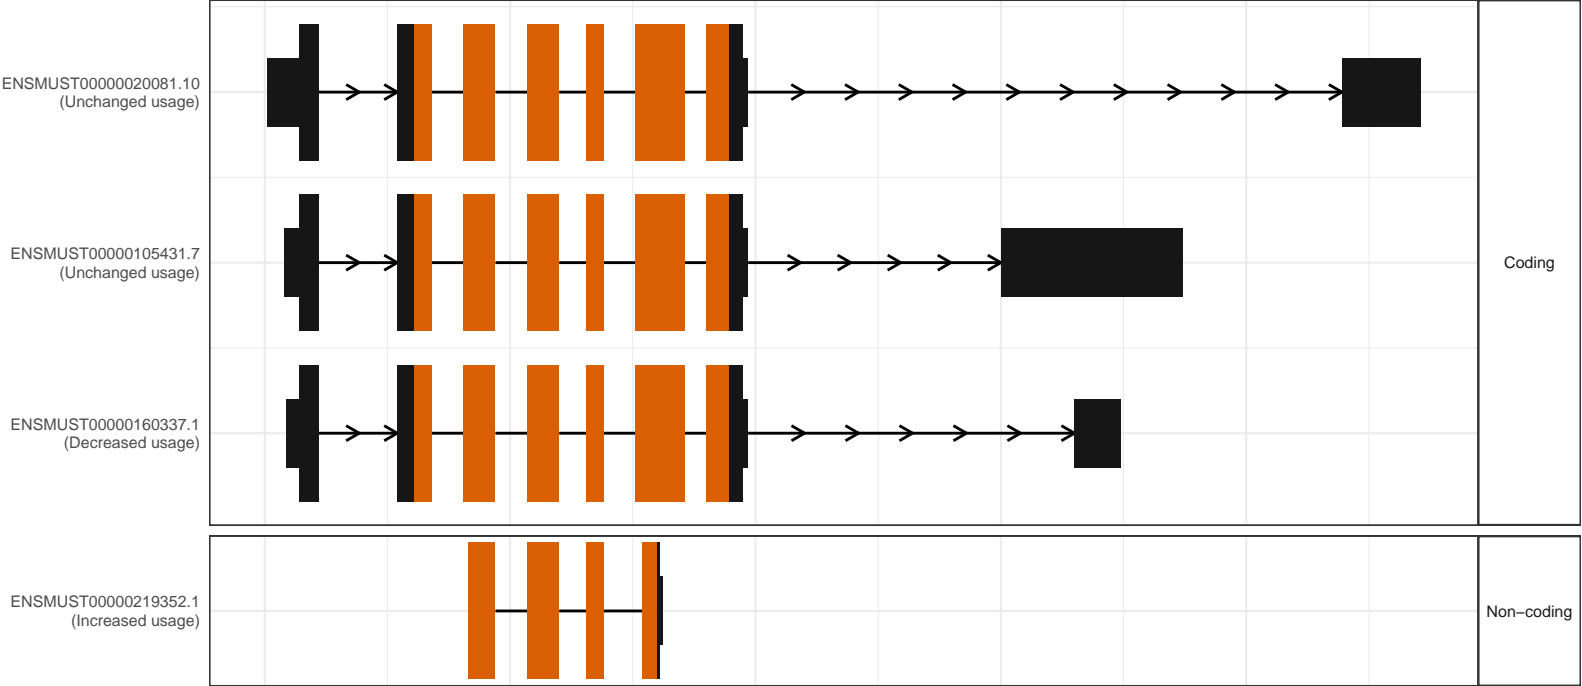 ENSMUST00000020081.10
(Unchanged usage)
ENSMUST00000105431.7
(Unchanged usage)
Coding
ENSMUST00000160337.1
(Decreased usage)
ENSMUST00000219352.1
(Increased usage)
Non−coding